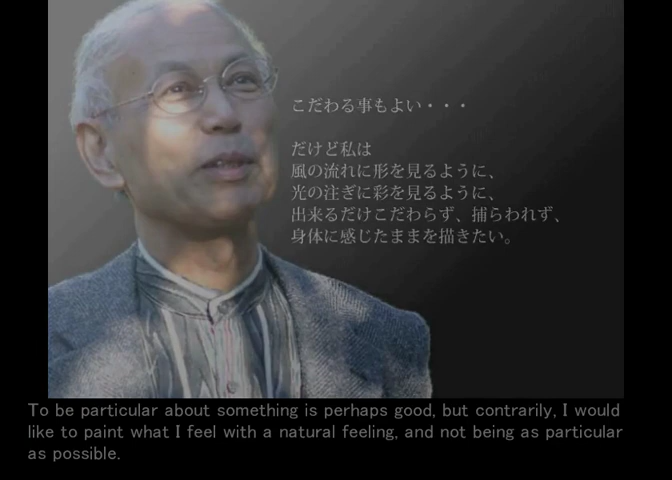 こだわる事もよい・・・
だけど私は
風の流れに形を見るように、
光の注ぎに彩を見るように、
出来るだけこだわらず、捕らわれず、
身体に感じたままを描きたい。
To be particular about something is perhaps good, but contrarily, I would
like to paint what I feel with a natural feeling, and not being as particular
as possible.